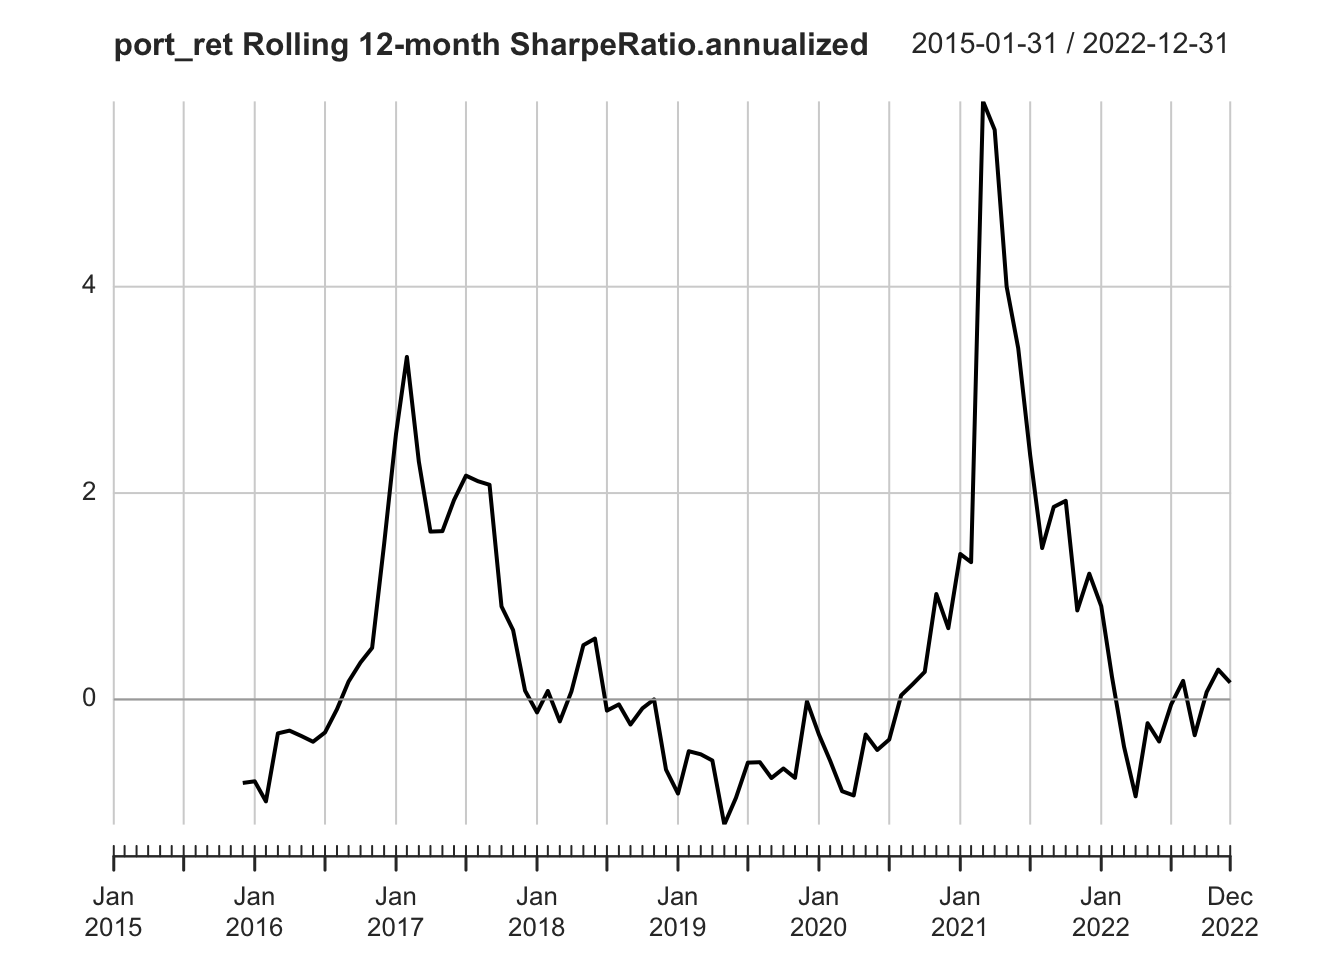 port_ret Rolling 12-month SharpeRatio.annualized 2015-01-31 / 2022-12-31
4
2
0
Jan Jan Jan Jan Jan Jan Jan Jan Dec
2015 2016 2017 2018 2019 2020 2021 2022 2022